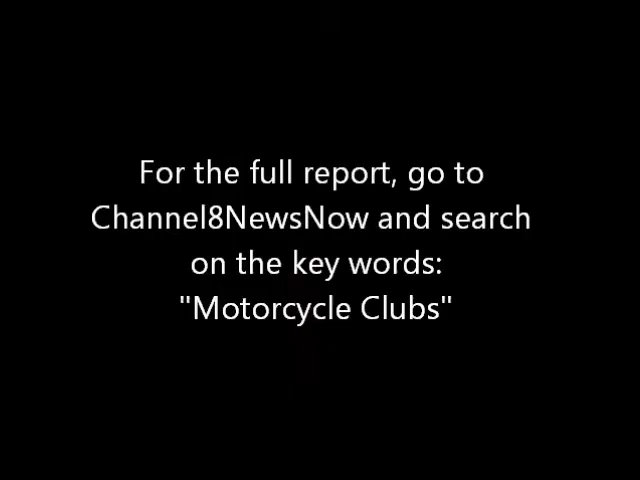 For the full report, go to
Channel8NewsNow and search
on the key words:
"Motorcycle Clubs"